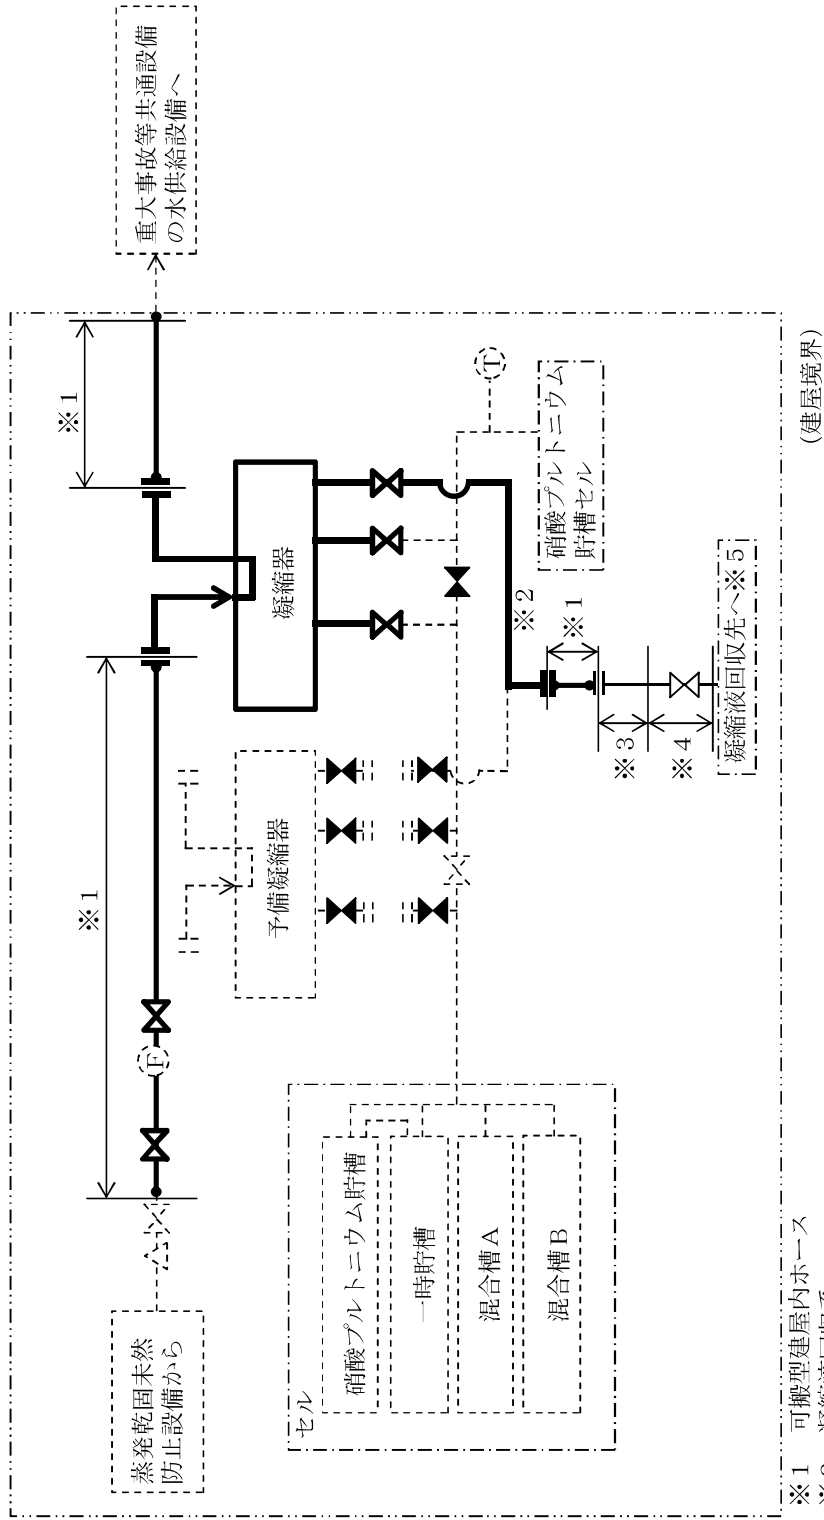 重大事故等共通設備
の水供給設備へ
※1
※1
凝縮器
予備凝縮器
F
T
硝酸プルトニウム
貯槽セル
※2
※1
※3
※4
凝縮液回収先へ※5
(建屋境界)
蒸発乾固未然
防止設備から
セル
硝酸プルトニウム貯槽
一時貯槽
混合槽A
混合槽B
※1 可搬型建屋内ホース